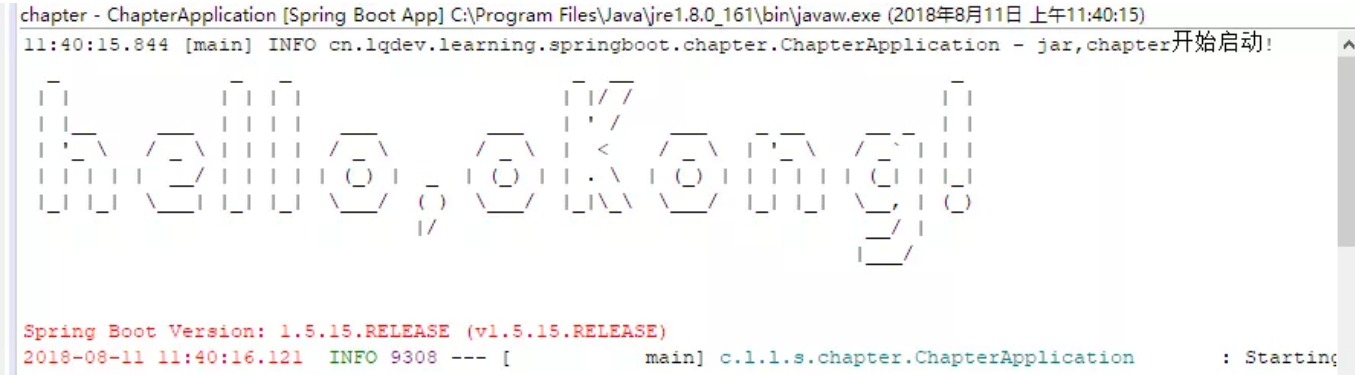 chapter - ChapterApplication [Spring Boot App] C:\Program Files\Java\jre1.8.0_161\bin\javaw.exe (2018年8月11日 上午11:40:15)
11:40:15.844 [main] INFO cn.lqdev.learning.springboot.chapter.ChapterApplication - jar,chapter开始启动!
hello,oKong!
Spring Boot Version: 1.5.15.RELEASE (v1.5.15.RELEASE)
2018-08-11 11:40:16.121  INFO 9308 --- [           main] c.l.l.s.chapter.ChapterApplication       : Starting